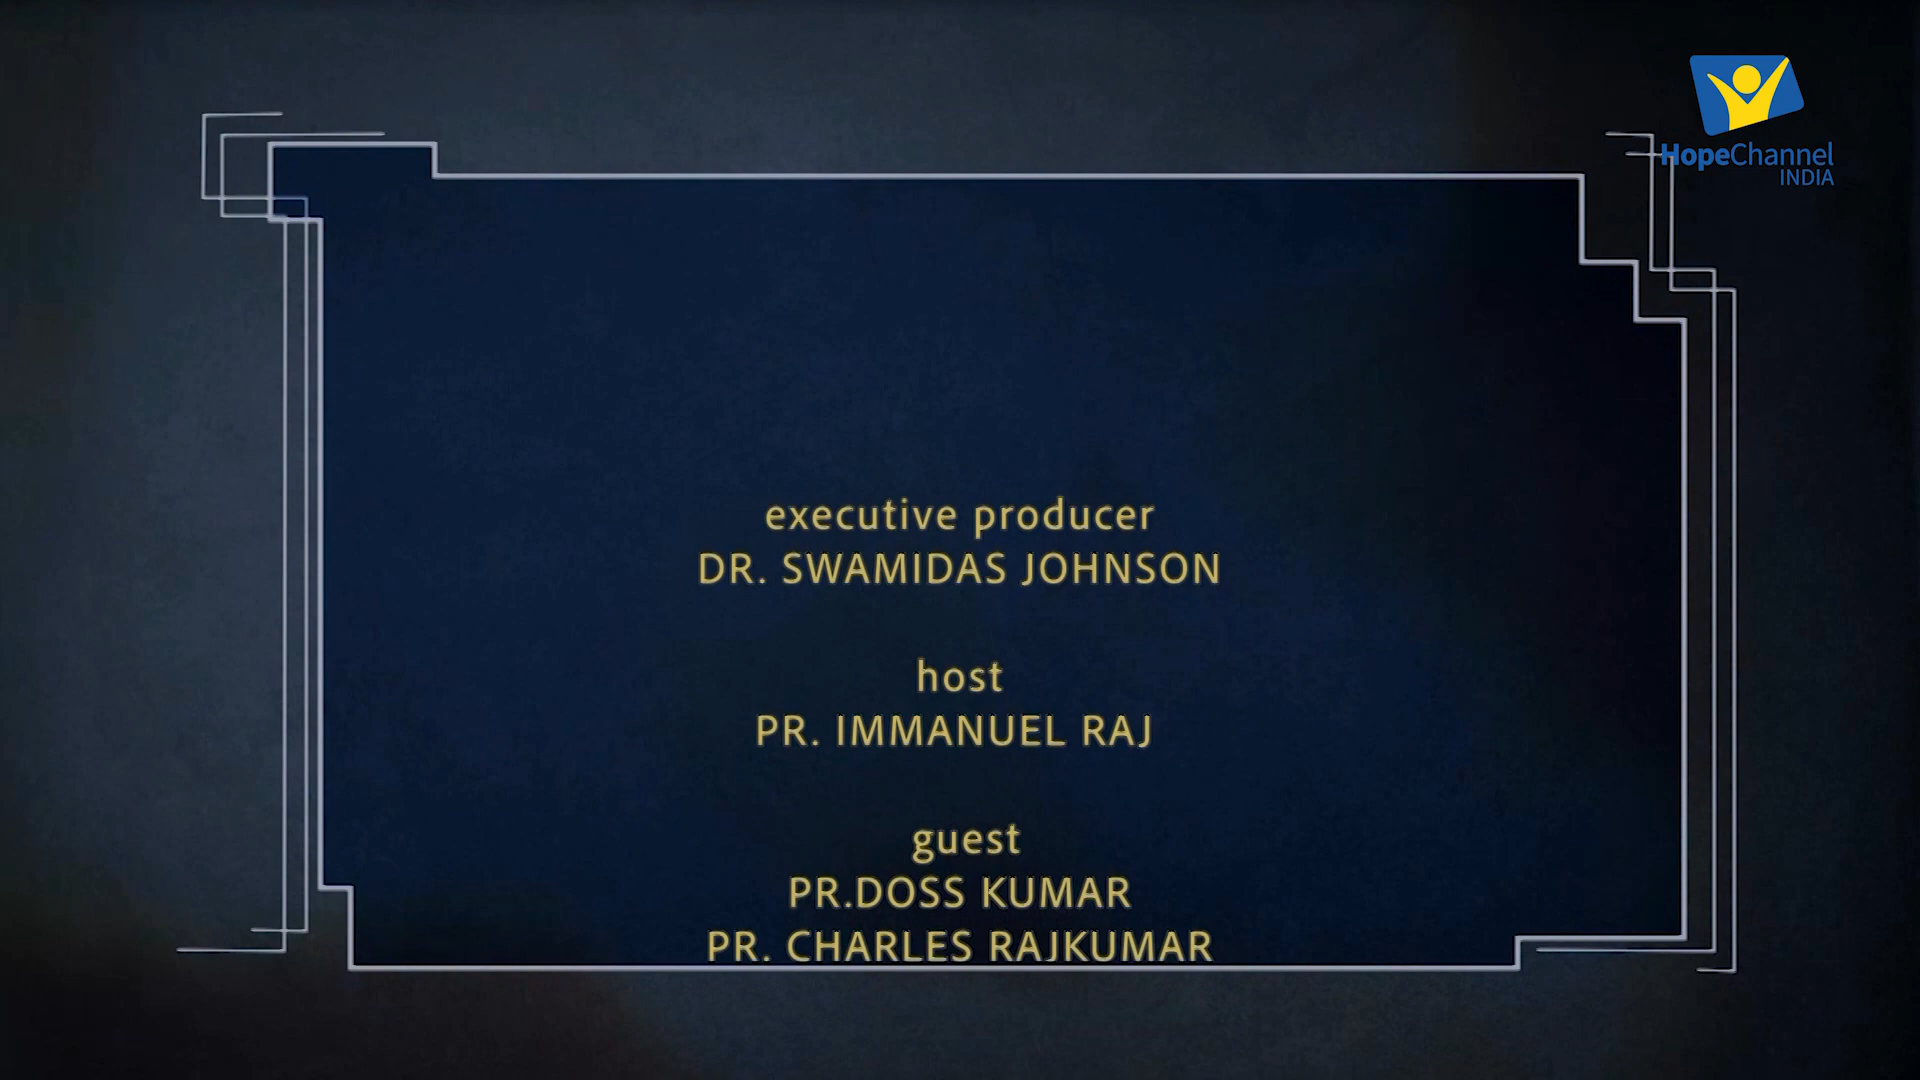 HopeChannel
INDIA
executive producer
DR. SWAMIDAS JOHNSON
host
PR. IMMANUEL RAJ
guest
PR.DOSS KUMAR
PR. CHARLES RAJKUMAR